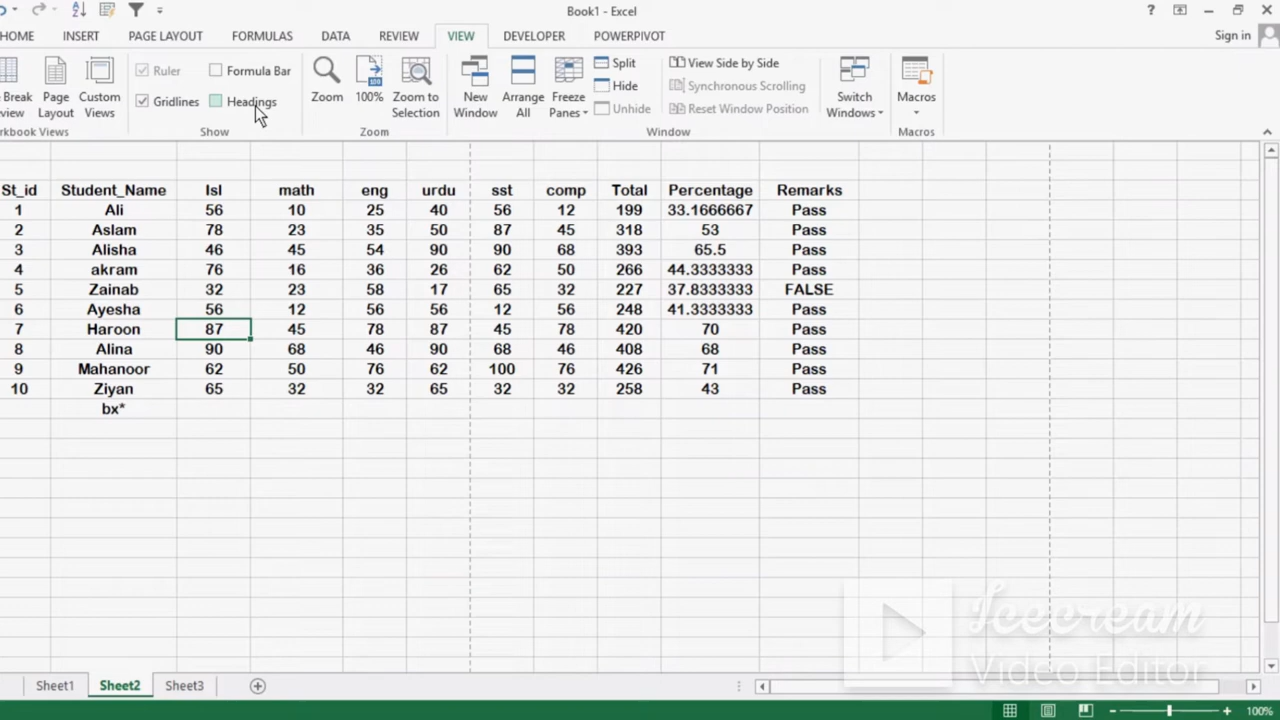 Book1 - Excel
? Sign in
HOME INSERT PAGE LAYOUT FORMULAS DATA REVIEW VIEW DEVELOPER POWERPIVOT
Ruler Formula Bar
Gridlines Headings
Show
Break Page Layout Custom Views
Zoom 100% Zoom to Selection
Zoom
New Window Arrange All Freeze Panes
Split
Hide
Unhide
View Side by Side
Synchronous Scrolling
Reset Window Position
Window
Switch Windows
Macros
Macros
St_id Student_Name Isl math eng urdu sst comp Total Percentage Remarks
1 Ali 56 10 25 40 56 12 199 33.1666667 Pass
2 Aslam 78 23 35 50 87 45 318 53 Pass
3 Alisha 46 45 54 90 90 68 393 65.5 Pass
4 akram 76 16 36 26 62 50 266 44.3333333 Pass
5 Zainab 32 23 58 17 65 32 227 37.8333333 FALSE
6 Ayesha 56 12 56 56 12 56 248 41.3333333 Pass
7 Haroon 87 45 78 87 45 78 420 70 Pass
8 Alina 90 68 46 90 68 46 408 68 Pass
9 Mahanoor 62 50 76 62 100 76 426 71 Pass
10 Ziyan 65 32 32 65 32 32 258 43 Pass
bx*
Icecream
Video Editor
Sheet1 Sheet2 Sheet3
100%